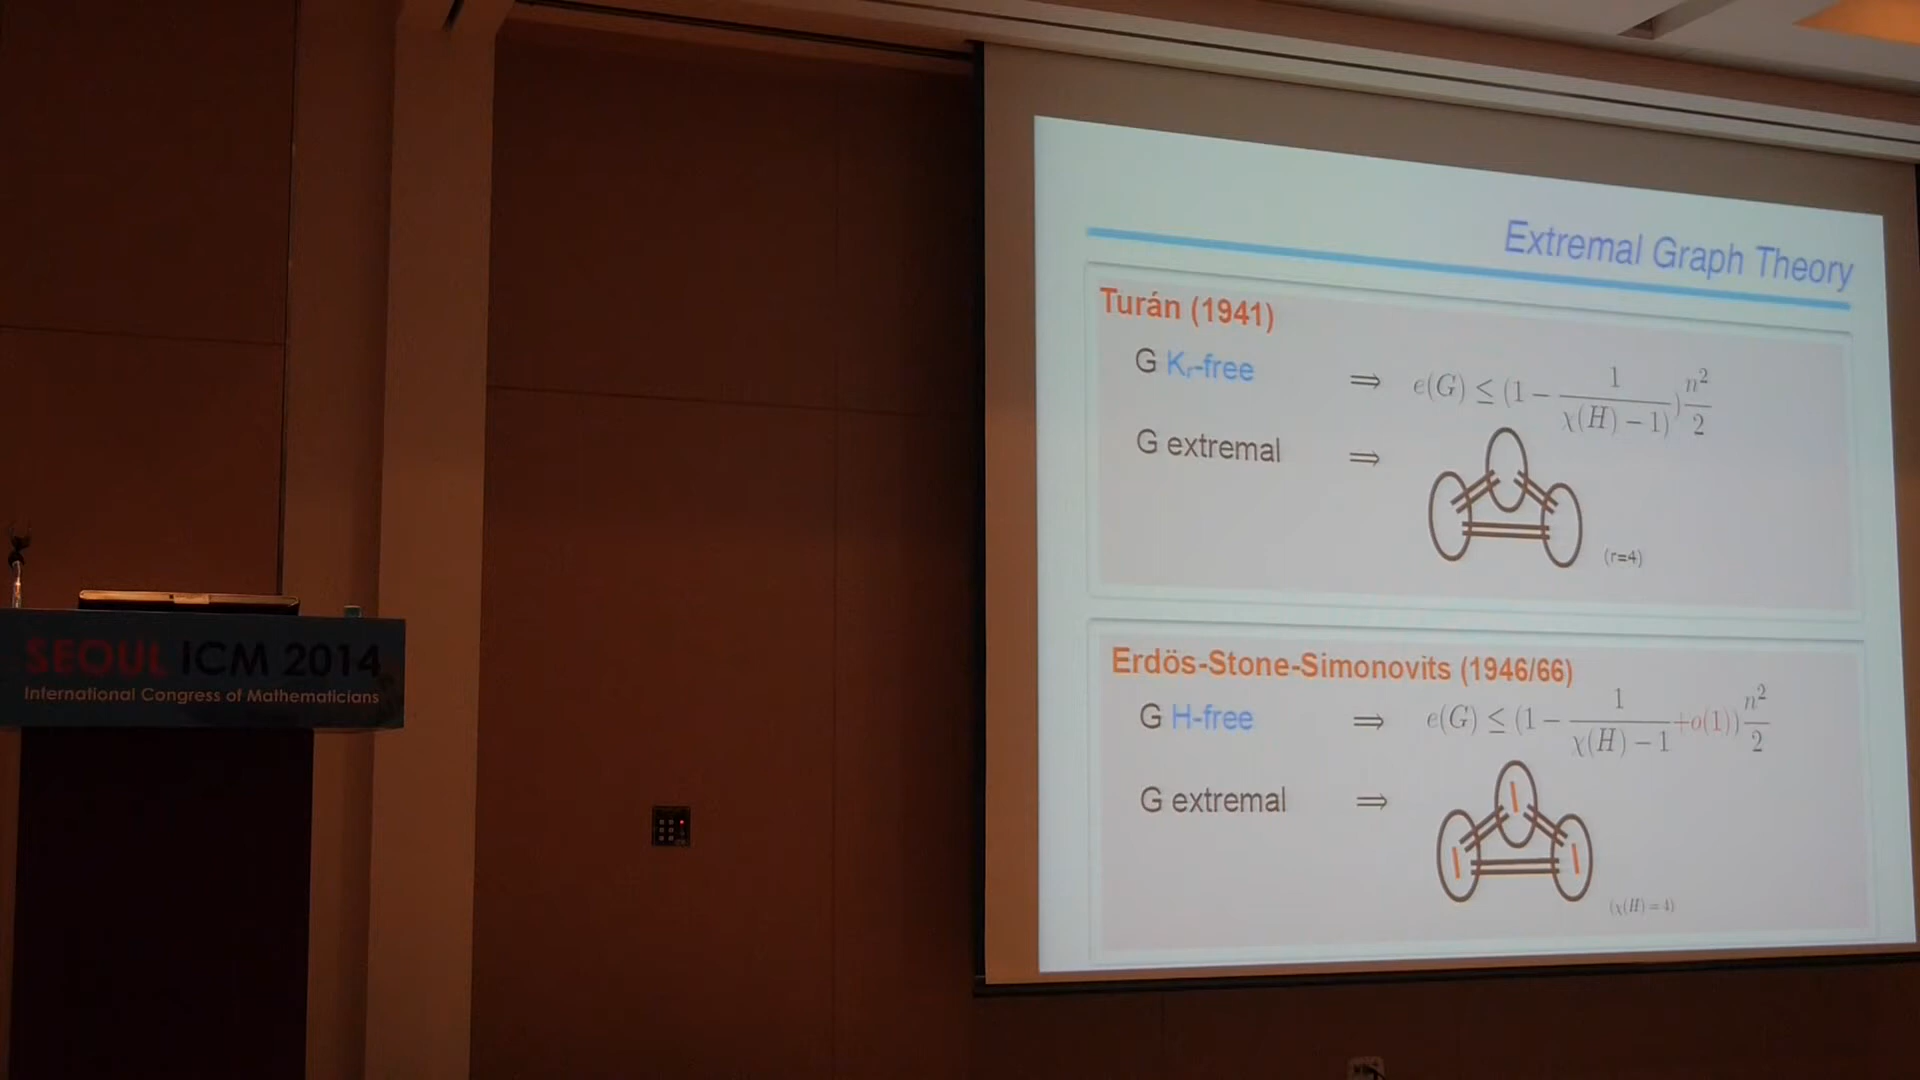 Extremal Graph Theory
Turán (1941)
G Kᵣ-free ⇒ e(G) ≤ (1 − 1/(χ(H) − 1)) n²/2
G extremal ⇒
(r=4)
Erdös-Stone-Simonovits (1946/66)
G H-free ⇒ e(G) ≤ (1 − 1/(χ(H) − 1) +o(1)) n²/2
G extremal ⇒
(χ(H) = 4)
SEOUL ICM 2014
International Congress of Mathematicians